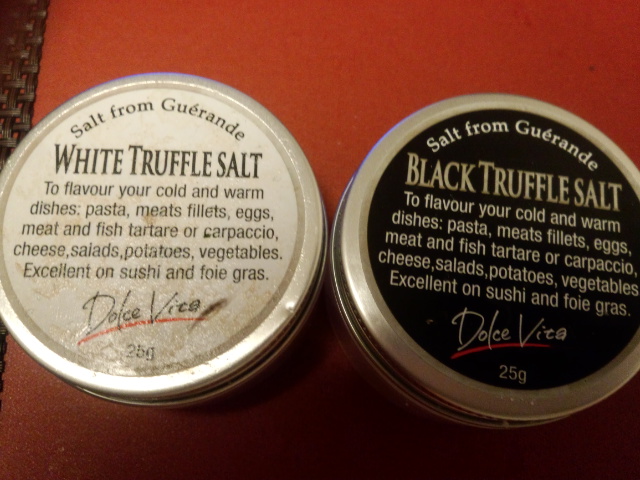 Salt from Guérande
WHITE TRUFFLE SALT
To flavour your cold and warm
dishes: pasta, meats fillets, eggs,
meat and fish tartare or carpaccio,
cheese,salads,potatoes, vegetables.
Excellent on sushi and foie gras.
Dolce Vita
25g
Salt from Guérande
BLACK TRUFFLE SALT
To flavour your cold and warm
dishes: pasta, meats fillets, eggs,
meat and fish tartare or carpaccio,
cheese,salads,potatoes, vegetables
Excellent on sushi and foie gras.
Dolce Vita
25g